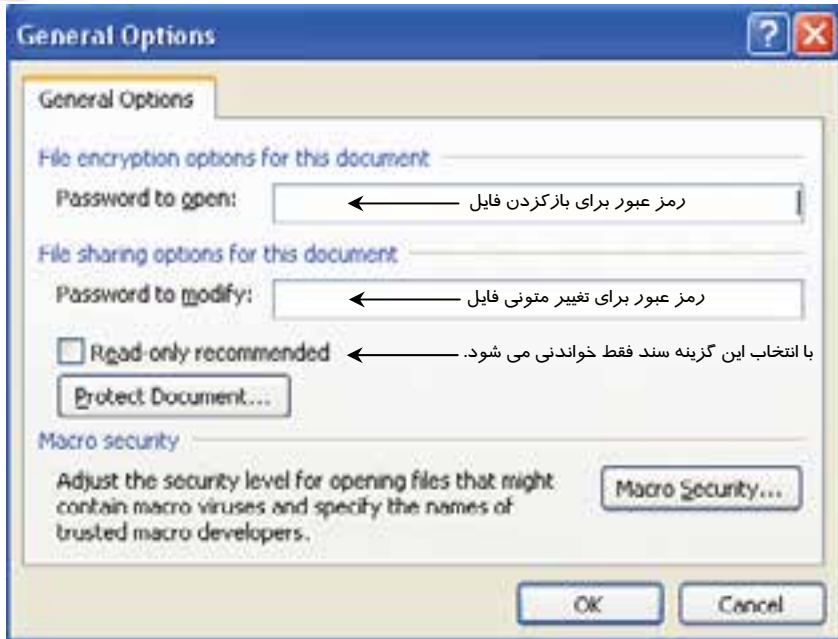 General Options
General Options
File encryption options for this document
Password to open:
رمز عبور برای بازکردن فایل
File sharing options for this document
Password to modify:
رمز عبور برای تغییر متونی فایل
Read-only recommended
با انتخاب این گزینه سند فقط خواندنی می شود.
Protect Document...
Macro security
Adjust the security level for opening files that might
contain macro viruses and specify the names of
trusted macro developers.
Macro Security...
OK
Cancel